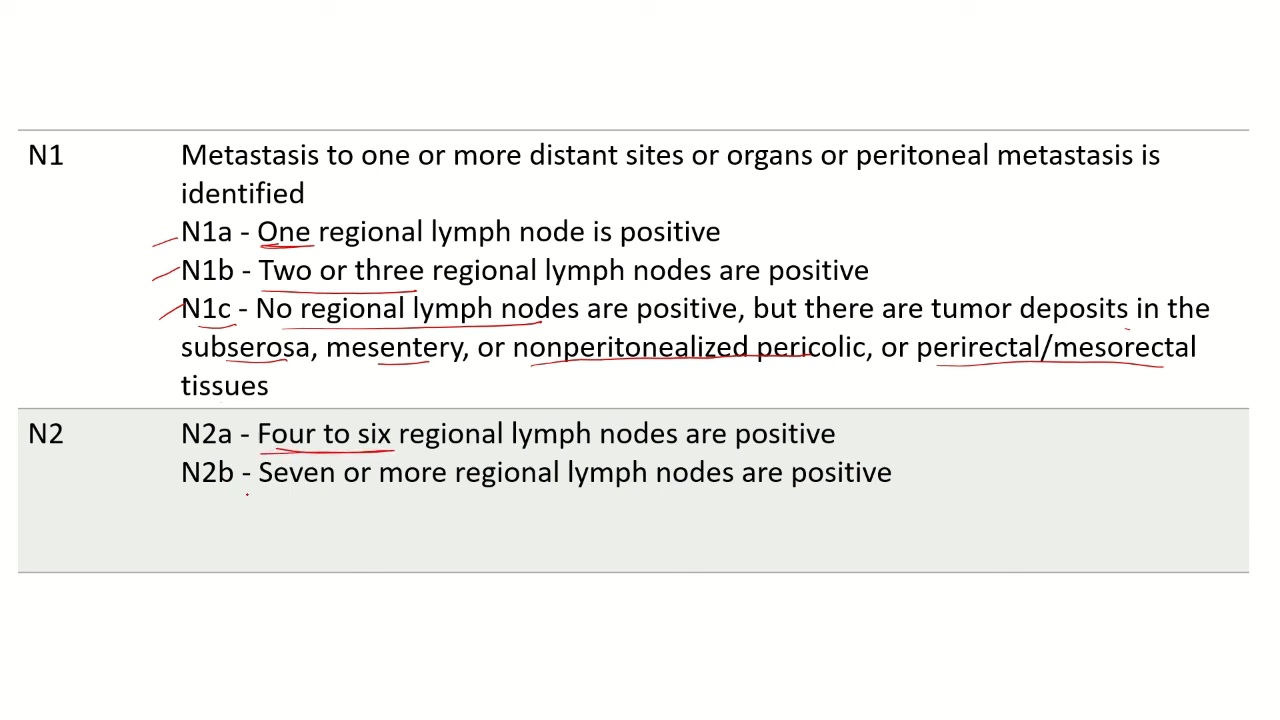 N1 Metastasis to one or more distant sites or organs or peritoneal metastasis is
identified
N1a - One regional lymph node is positive
N1b - Two or three regional lymph nodes are positive
N1c - No regional lymph nodes are positive, but there are tumor deposits in the
subserosa, mesentery, or nonperitonealized pericolic, or perirectal/mesorectal
tissues
N2 N2a - Four to six regional lymph nodes are positive
N2b - Seven or more regional lymph nodes are positive